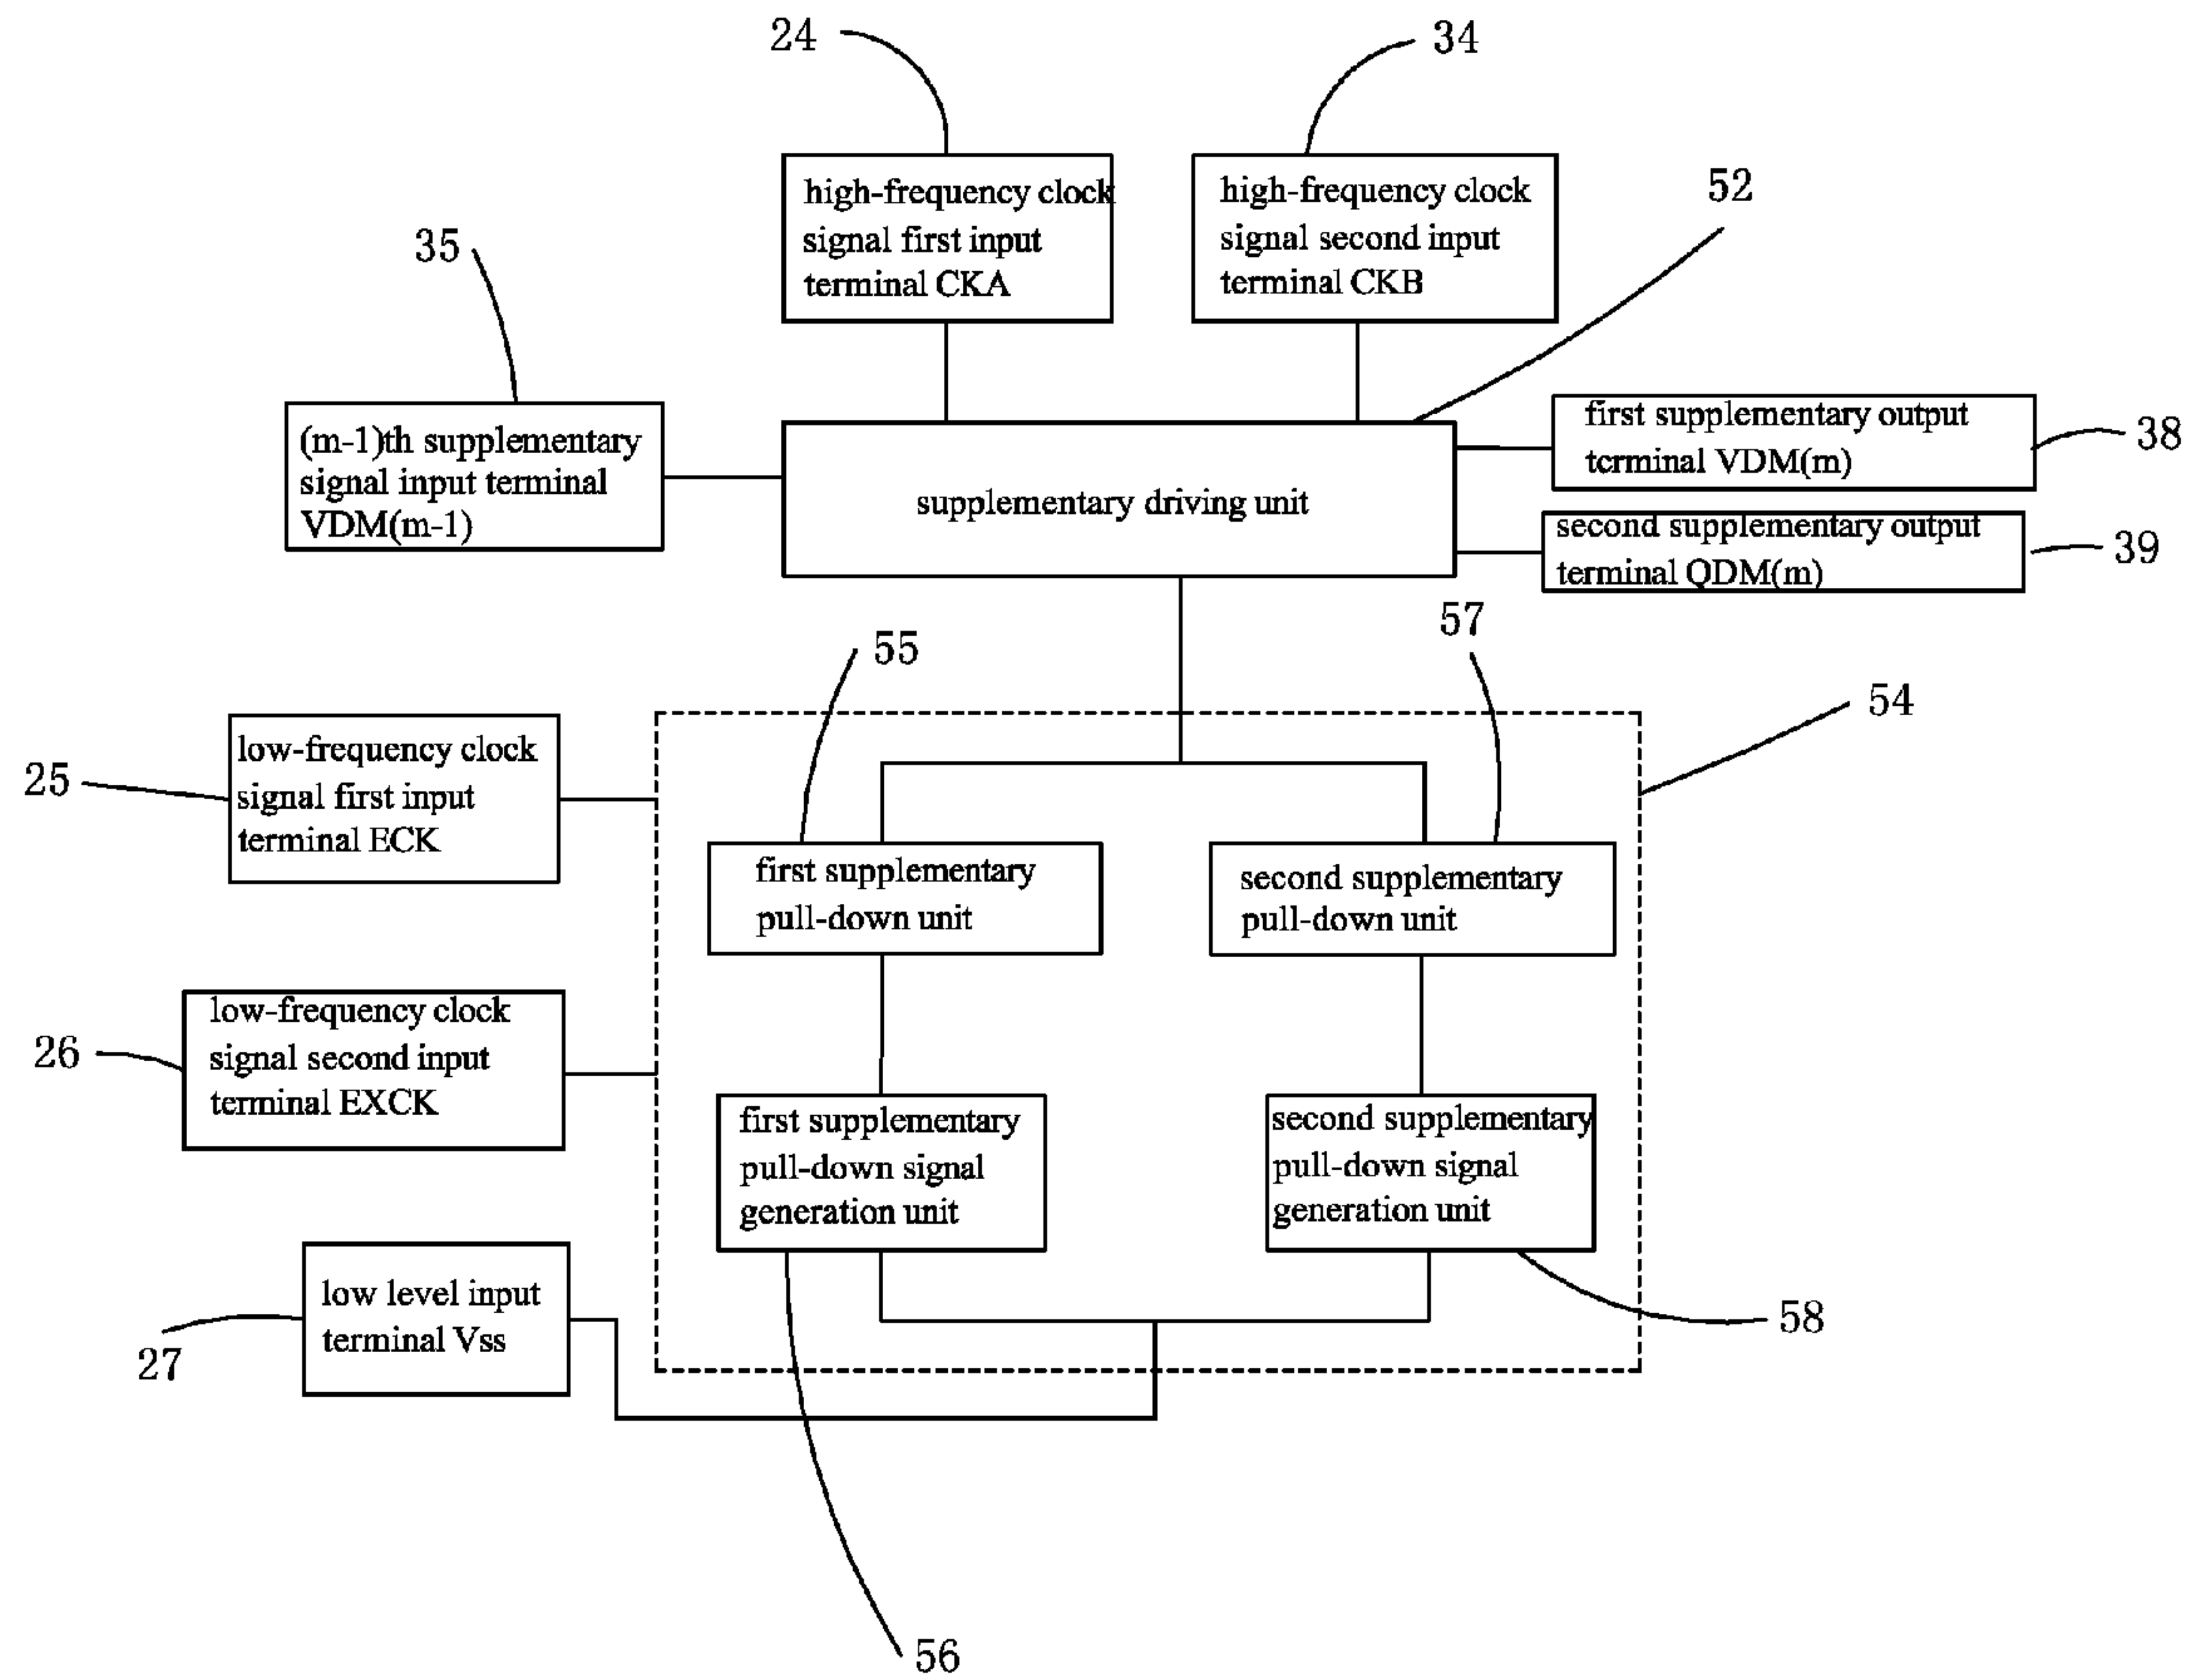 24
34
52
35
high-frequency clock
signal first input
terminal CKA
high-frequency clock
signal second input
terminal CKB
(m-1)th supplementary
signal input terminal
VDM(m-1)
supplementary driving unit
first supplementary output
terminal VDM(m)
38
second supplementary output
terminal QDM(m)
39
55
57
54
25
low-frequency clock
signal first input
terminal ECK
first supplementary
pull-down unit
second supplementary
pull-down unit
26
low-frequency clock
signal second input
terminal EXCK
first supplementary
pull-down signal
generation unit
second supplementary
pull-down signal
generation unit
27
low level input
terminal Vss
58
56